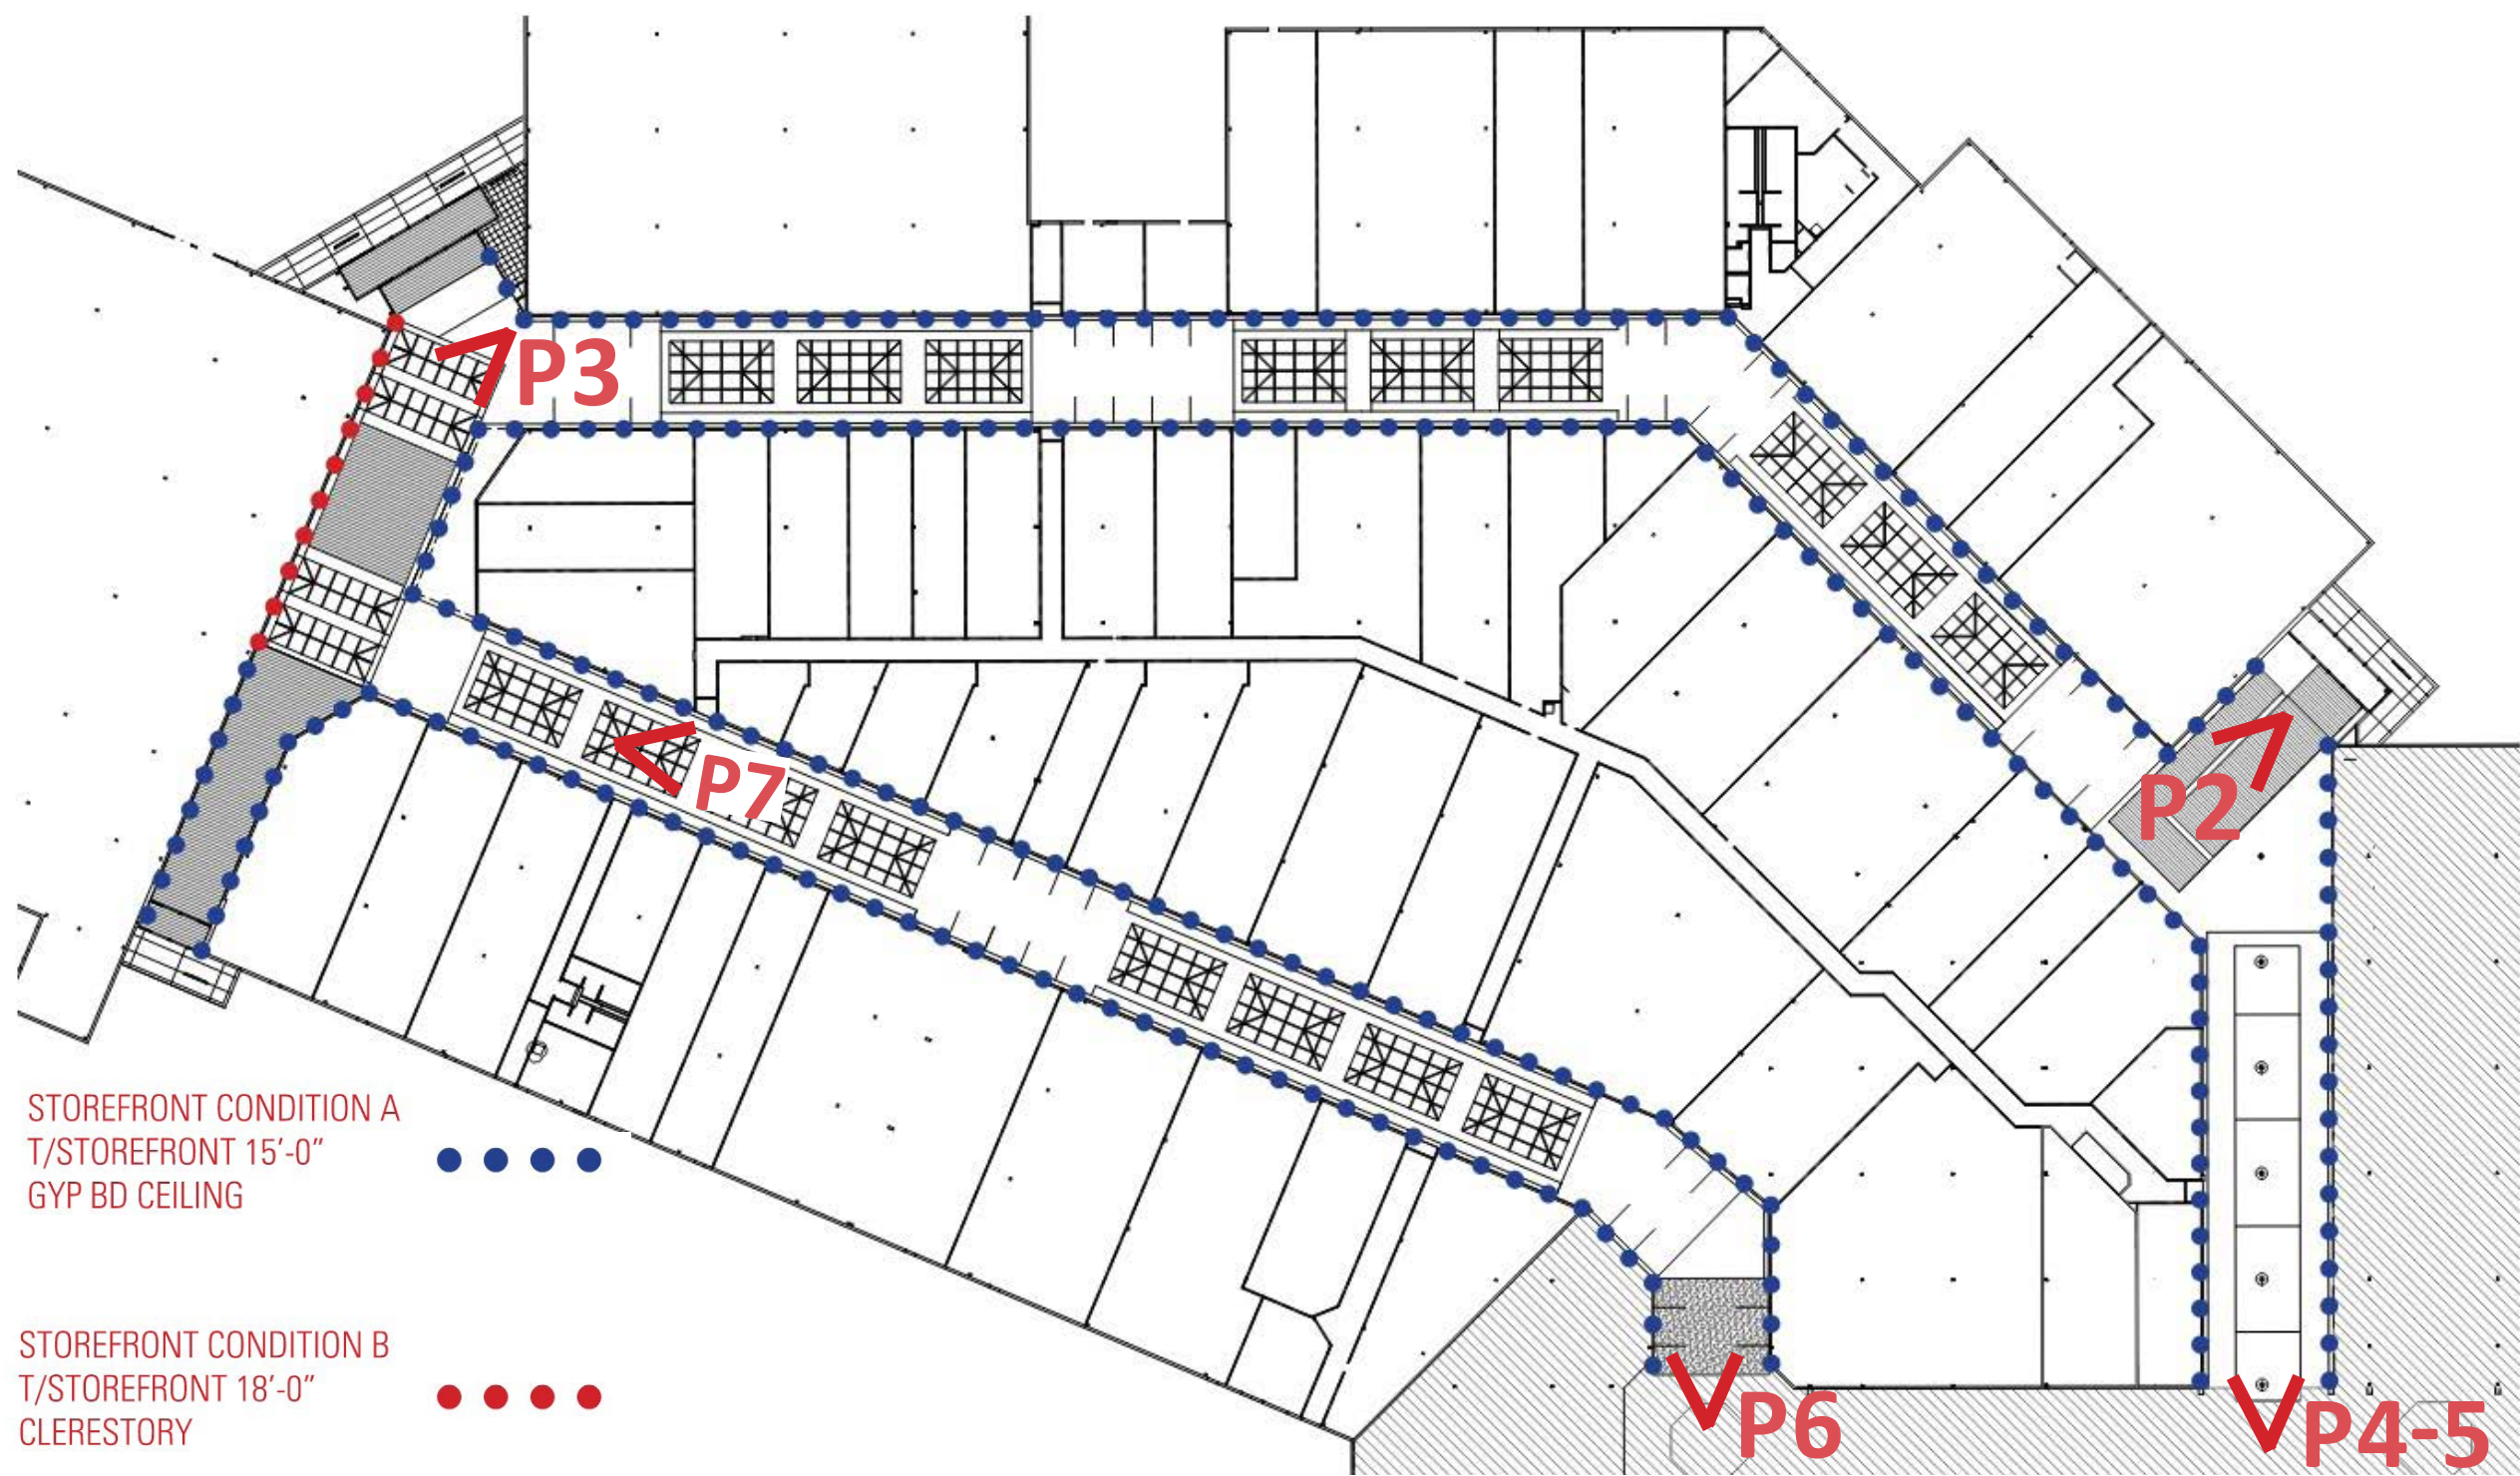 P3
P7
P2
STOREFRONT CONDITION A
T/STOREFRONT 15'-0"
GYP BD CEILING
STOREFRONT CONDITION B
T/STOREFRONT 18'-0"
CLERESTORY
P6
P4-5